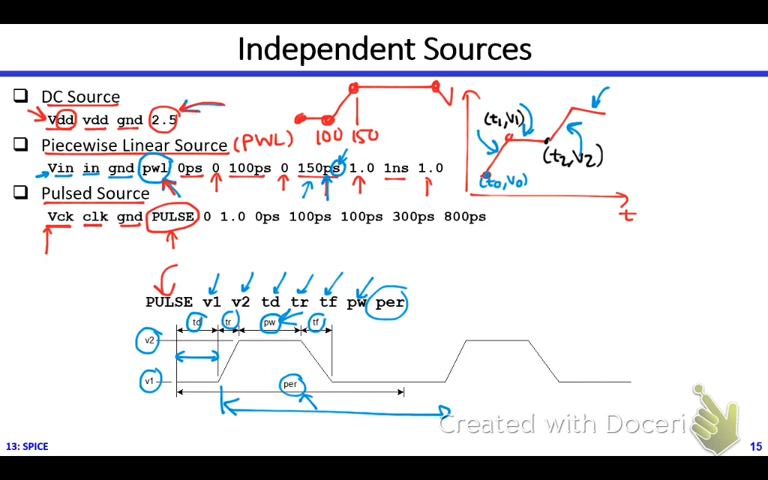 Independent Sources
DC Source
Vdd vdd gnd 2.5
Piecewise Linear Source (PWL)
Vin in gnd pwl 0ps 0 100ps 0 150ps 1.0 1ns 1.0
Pulsed Source
Vck clk gnd PULSE 0 1.0 0ps 100ps 100ps 300ps 800ps
100 150
V
(t1,V1)
(t2,V2)
(t0,V0)
t
PULSE v1 v2 td tr tf pw per
td tr pw tf
v2
v1
per
Created with Doceri
13: SPICE
15